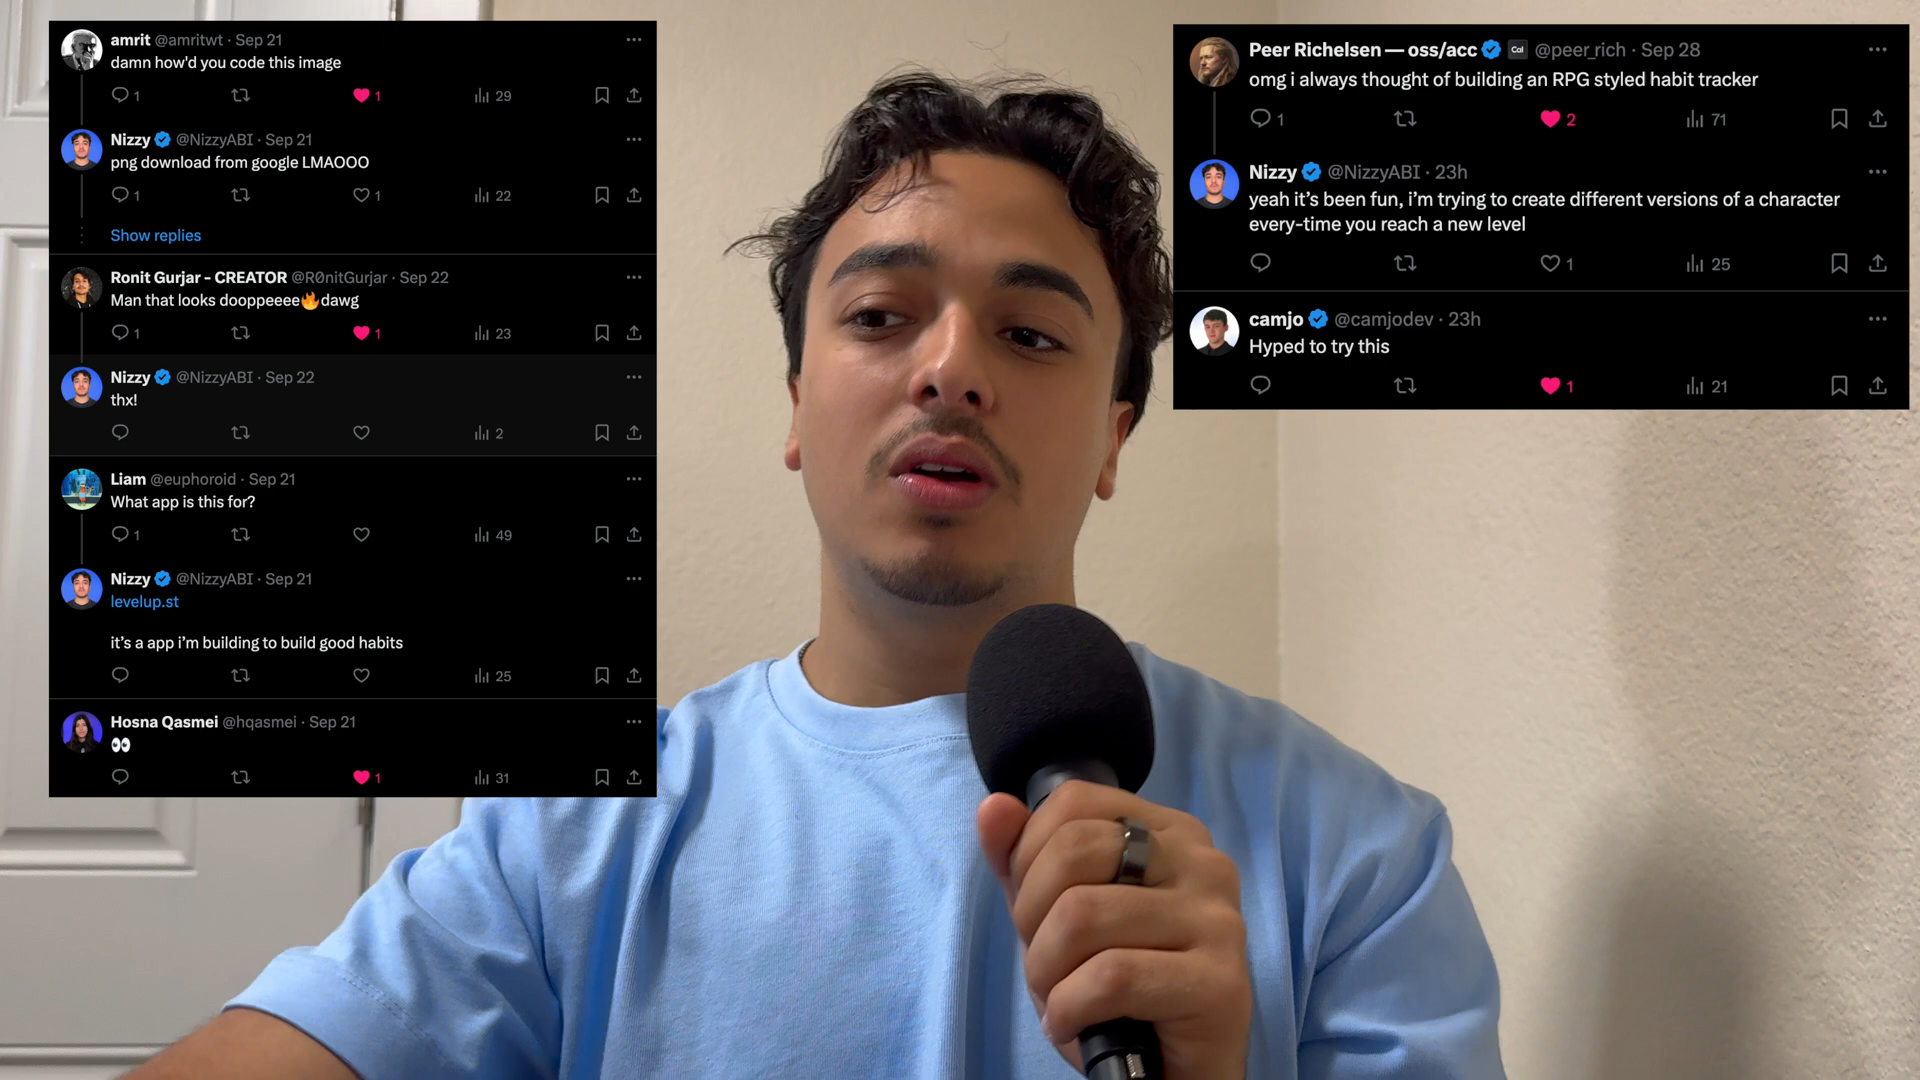 amrit @amritwt · Sep 21
damn how'd you code this image
1 1 29
Nizzy @NizzyABI · Sep 21
png download from google LMAOOO
1 1 22
Show replies
Ronit Gurjar - CREATOR @R0nitGurjar · Sep 22
Man that looks dooppeeee🔥dawg
1 1 23
Nizzy @NizzyABI · Sep 22
thx!
2
Liam @euphoroid · Sep 21
What app is this for?
1 49
Nizzy @NizzyABI · Sep 21
levelup.st
it's a app i'm building to build good habits
25
Hosna Qasmei @hqasmei · Sep 21
👀
1 31
Peer Richelsen — oss/acc Cal @peer_rich · Sep 28
omg i always thought of building an RPG styled habit tracker
1 2 71
Nizzy @NizzyABI · 23h
yeah it's been fun, i'm trying to create different versions of a character
every-time you reach a new level
1 25
camjo @camjodev · 23h
Hyped to try this
1 21